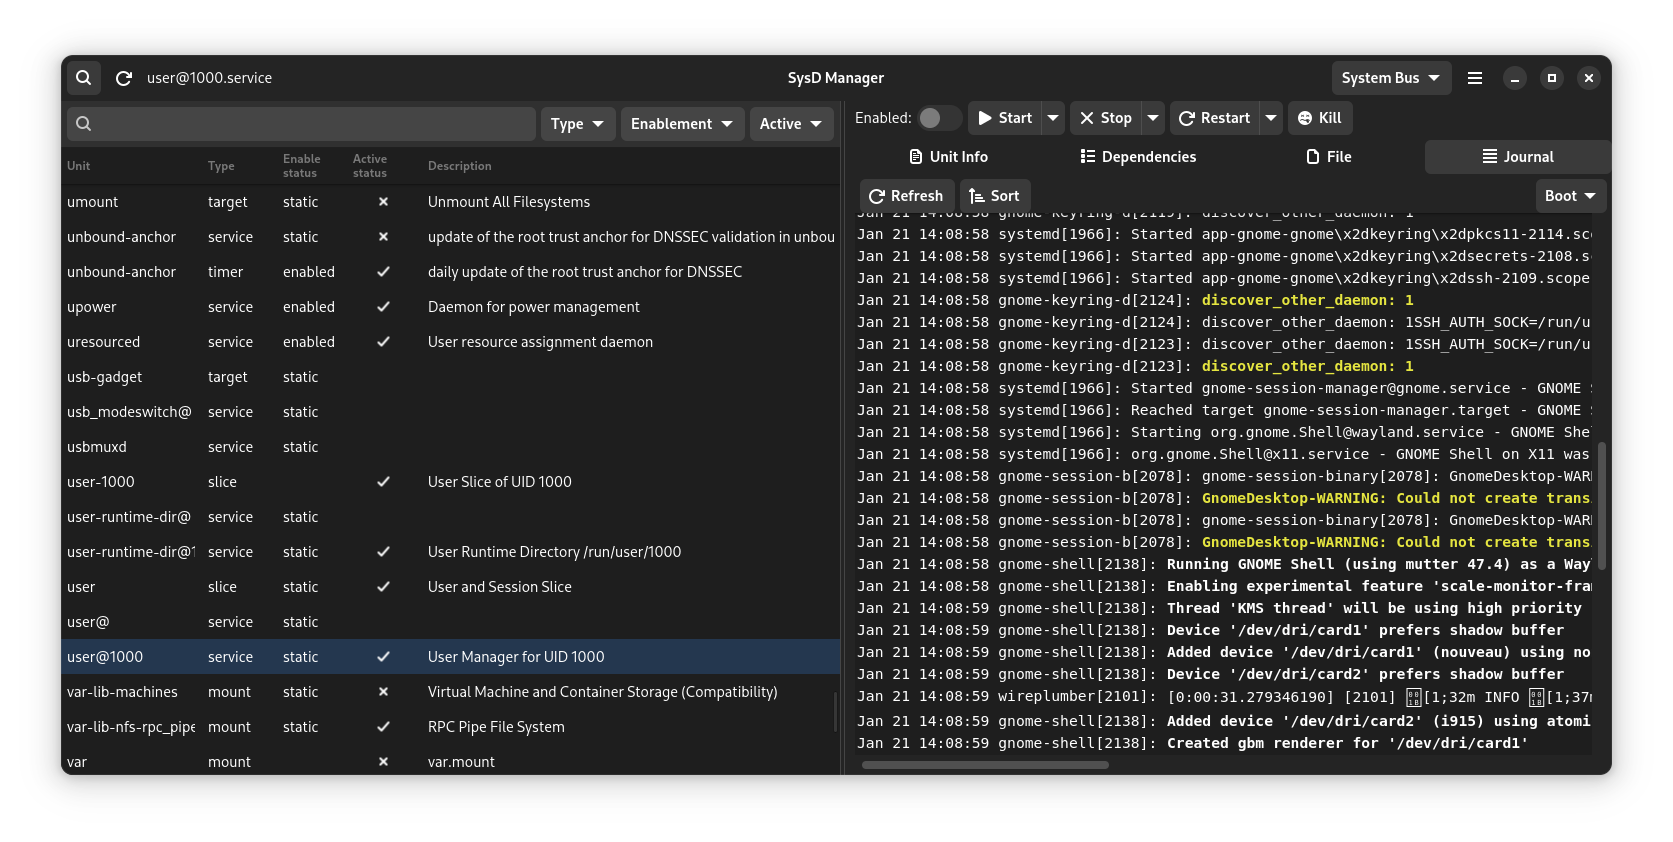 user@1000.service SysD Manager System Bus
Type Enablement Active
Enabled: Start Stop Restart Kill
Unit Info Dependencies File Journal
Refresh Sort Boot
Unit Type Enable status Active status Description
umount target static Unmount All Filesystems
unbound-anchor service static update of the root trust anchor for DNSSEC validation in unbou
unbound-anchor timer enabled daily update of the root trust anchor for DNSSEC
upower service enabled Daemon for power management
uresourced service enabled User resource assignment daemon
usb-gadget target static
usb_modeswitch@ service static
usbmuxd service static
user-1000 slice User Slice of UID 1000
user-runtime-dir@ service static
user-runtime-dir@1 service static User Runtime Directory /run/user/1000
user slice static User and Session Slice
user@ service static
user@1000 service static User Manager for UID 1000
var-lib-machines mount static Virtual Machine and Container Storage (Compatibility)
var-lib-nfs-rpc_pipe mount static RPC Pipe File System
var mount var.mount
Jan 21 14:08:58 gnome-keyring-d[2119]: discover_other_daemon: 1
Jan 21 14:08:58 systemd[1966]: Started app-gnome-gnome\x2dkeyring\x2dpkcs11-2114.sc
Jan 21 14:08:58 systemd[1966]: Started app-gnome-gnome\x2dkeyring\x2dsecrets-2108.s
Jan 21 14:08:58 systemd[1966]: Started app-gnome-gnome\x2dkeyring\x2dssh-2109.scope
Jan 21 14:08:58 gnome-keyring-d[2124]: discover_other_daemon: 1
Jan 21 14:08:58 gnome-keyring-d[2124]: discover_other_daemon: 1SSH_AUTH_SOCK=/run/u
Jan 21 14:08:58 gnome-keyring-d[2123]: discover_other_daemon: 1SSH_AUTH_SOCK=/run/u
Jan 21 14:08:58 gnome-keyring-d[2123]: discover_other_daemon: 1
Jan 21 14:08:58 systemd[1966]: Started gnome-session-manager@gnome.service - GNOME S
Jan 21 14:08:58 systemd[1966]: Reached target gnome-session-manager.target - GNOME S
Jan 21 14:08:58 systemd[1966]: Starting org.gnome.Shell@wayland.service - GNOME She
Jan 21 14:08:58 systemd[1966]: org.gnome.Shell@x11.service - GNOME Shell on X11 was
Jan 21 14:08:58 gnome-session-b[2078]: gnome-session-binary[2078]: GnomeDesktop-WAR
Jan 21 14:08:58 gnome-session-b[2078]: GnomeDesktop-WARNING: Could not create trans
Jan 21 14:08:58 gnome-session-b[2078]: gnome-session-binary[2078]: GnomeDesktop-WAR
Jan 21 14:08:58 gnome-session-b[2078]: GnomeDesktop-WARNING: Could not create trans
Jan 21 14:08:58 gnome-shell[2138]: Running GNOME Shell (using mutter 47.4) as a Way
Jan 21 14:08:58 gnome-shell[2138]: Enabling experimental feature 'scale-monitor-fra
Jan 21 14:08:59 gnome-shell[2138]: Thread 'KMS thread' will be using high priority
Jan 21 14:08:59 gnome-shell[2138]: Device '/dev/dri/card1' prefers shadow buffer
Jan 21 14:08:59 gnome-shell[2138]: Added device '/dev/dri/card1' (nouveau) using no
Jan 21 14:08:59 gnome-shell[2138]: Device '/dev/dri/card2' prefers shadow buffer
Jan 21 14:08:59 wireplumber[2101]: [0:00:31.279346190] [2101] [1;32m INFO [1;37m
Jan 21 14:08:59 gnome-shell[2138]: Added device '/dev/dri/card2' (i915) using atomi
Jan 21 14:08:59 gnome-shell[2138]: Created gbm renderer for '/dev/dri/card1'